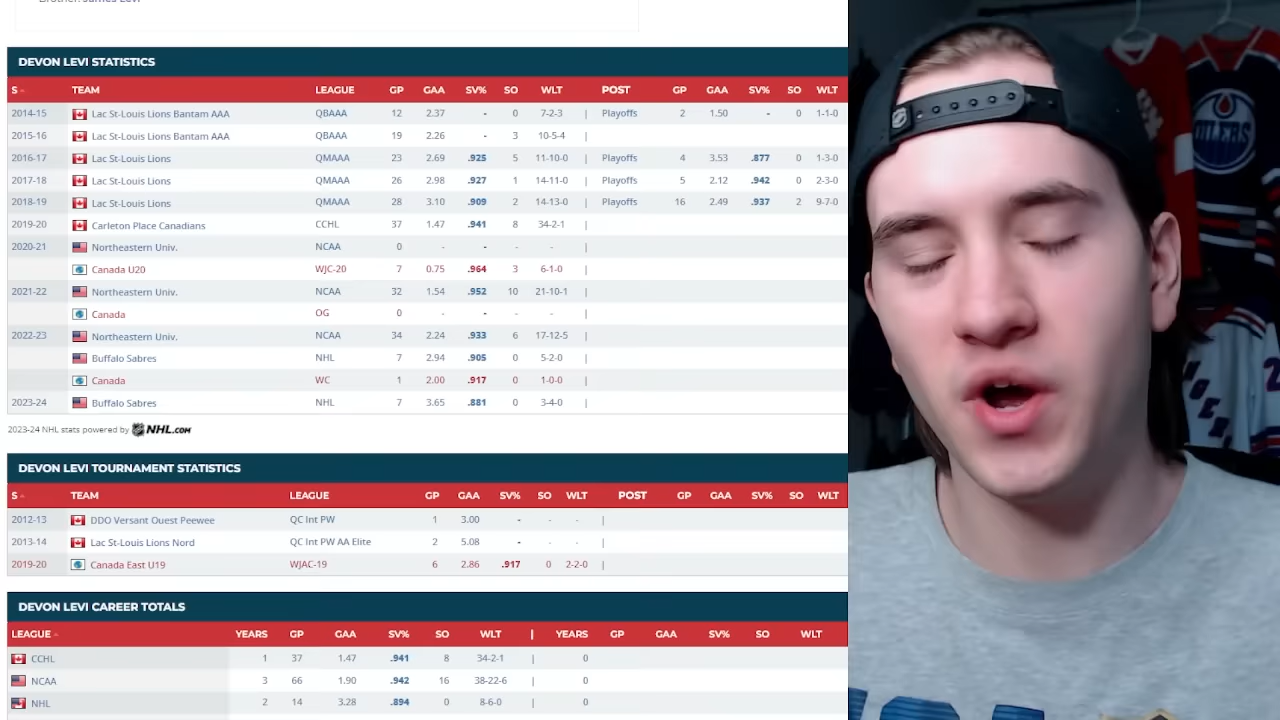 Brother: James Levi
DEVON LEVI STATISTICS
S TEAM LEAGUE GP GAA SV% SO WLT POST GP GAA SV% SO WLT
2014-15 Lac St-Louis Lions Bantam AAA QBAAA 12 2.37 - 0 7-2-3 | Playoffs 2 1.50 - 0 1-1-0
2015-16 Lac St-Louis Lions Bantam AAA QBAAA 19 2.26 - 3 10-5-4 |
2016-17 Lac St-Louis Lions QMAAA 23 2.69 .925 5 11-10-0 | Playoffs 4 3.53 .877 0 1-3-0
2017-18 Lac St-Louis Lions QMAAA 26 2.98 .927 1 14-11-0 | Playoffs 5 2.12 .942 0 2-3-0
2018-19 Lac St-Louis Lions QMAAA 28 3.10 .909 2 14-13-0 | Playoffs 16 2.49 .937 2 9-7-0
2019-20 Carleton Place Canadians CCHL 37 1.47 .941 8 34-2-1 |
2020-21 Northeastern Univ. NCAA 0 - - - - |
Canada U20 WJC-20 7 0.75 .964 3 6-1-0 |
2021-22 Northeastern Univ. NCAA 32 1.54 .952 10 21-10-1 |
Canada OG 0 - - - - |
2022-23 Northeastern Univ. NCAA 34 2.24 .933 6 17-12-5 |
Buffalo Sabres NHL 7 2.94 .905 0 5-2-0 |
Canada WC 1 2.00 .917 0 1-0-0 |
2023-24 Buffalo Sabres NHL 7 3.65 .881 0 3-4-0 |
2023-24 NHL stats powered by NHL.COM
DEVON LEVI TOURNAMENT STATISTICS
S TEAM LEAGUE GP GAA SV% SO WLT POST GP GAA SV% SO WLT
2012-13 DDO Versant Ouest Peewee QC Int PW 1 3.00 - - - |
2013-14 Lac St-Louis Lions Nord QC Int PW AA Elite 2 5.08 - - - |
2019-20 Canada East U19 WJAC-19 6 2.86 .917 0 2-2-0 |
DEVON LEVI CAREER TOTALS
LEAGUE YEARS GP GAA SV% SO WLT | YEARS GP GAA SV% SO WLT
CCHL 1 37 1.47 .941 8 34-2-1 | 0
NCAA 3 66 1.90 .942 16 38-22-6 | 0
NHL 2 14 3.28 .894 0 8-6-0 | 0
OILERS